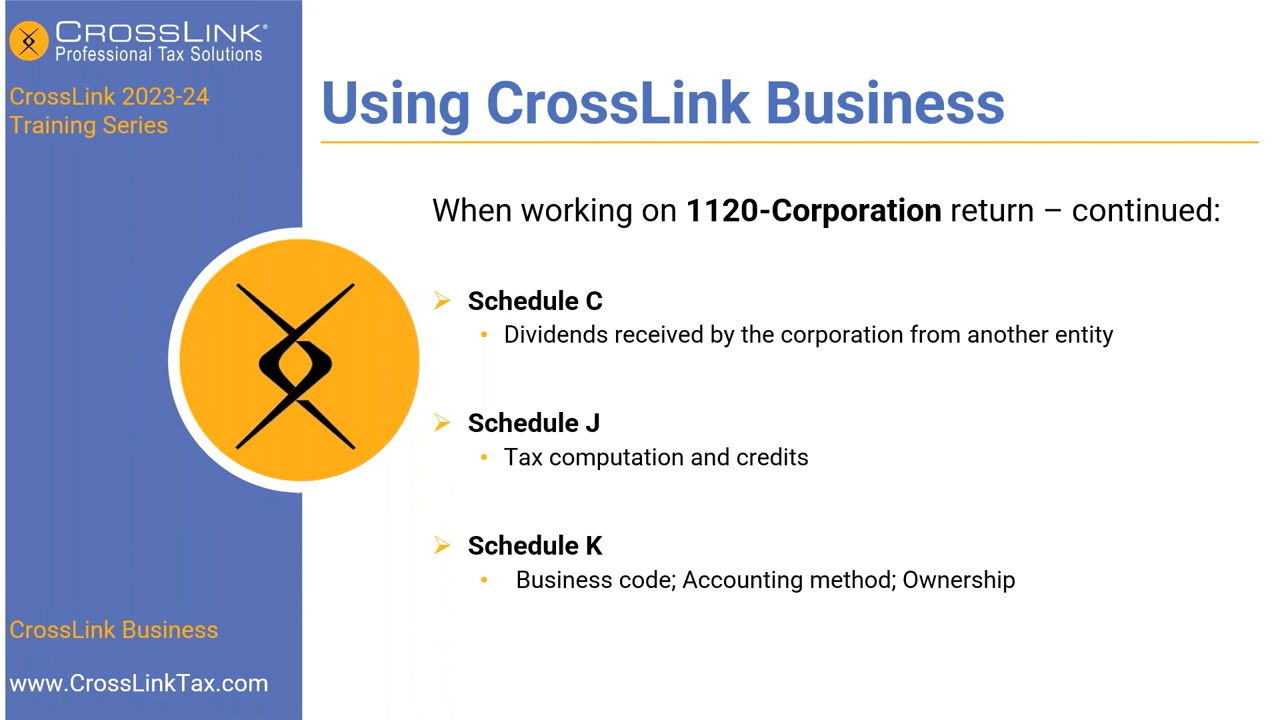 CROSSLINK®
Professional Tax Solutions
CrossLink 2023-24
Training Series
Using CrossLink Business
When working on 1120-Corporation return – continued:
Schedule C
Dividends received by the corporation from another entity
Schedule J
Tax computation and credits
Schedule K
Business code; Accounting method; Ownership
CrossLink Business
www.CrossLinkTax.com